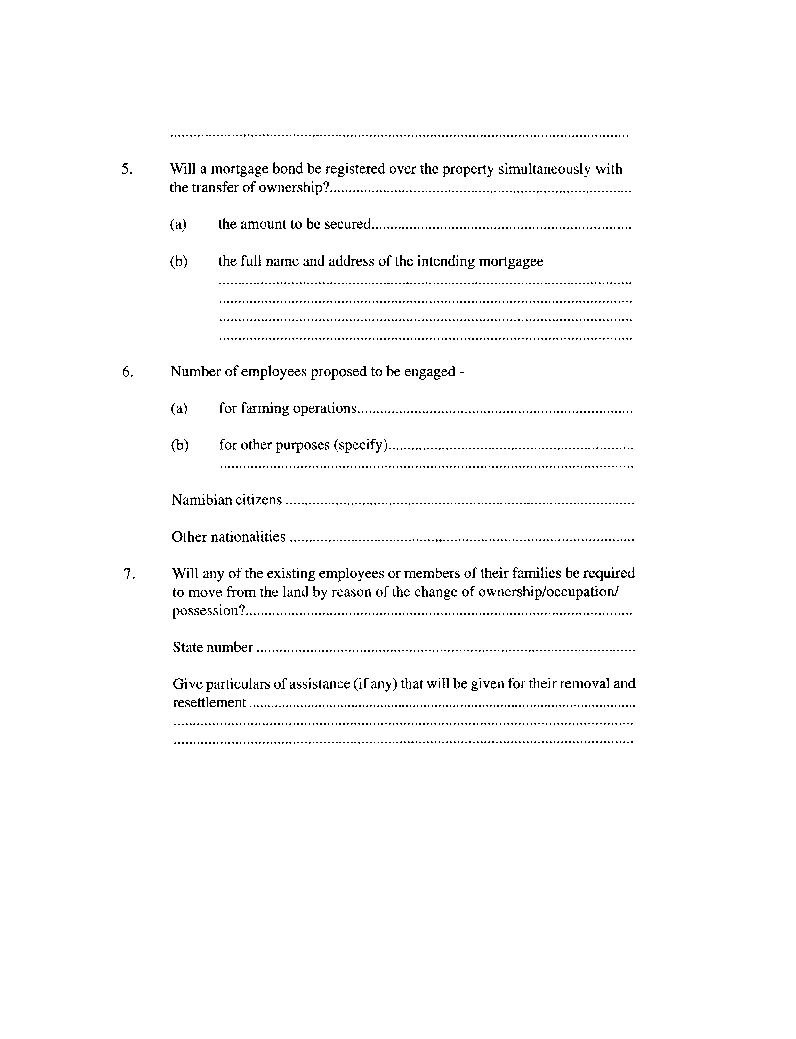 ..............................................................................
5. Will a mortgage bond be registered over the property simultaneously with
the transfer of ownership?..............................................................................
(a) the amount to be secured....................................................................
(b) the full name and address of the intending mortgagee
..............................................................................
..............................................................................
..............................................................................
..............................................................................
6. Number of employees proposed to be engaged -
(a) for farming operations........................................................................
(b) for other purposes (specify)................................................................
..............................................................................
Namibian citizens ...........................................................................................
Other nationalities ..........................................................................................
7. Will any of the existing employees or members of their families be required
to move from the land by reason of the change of ownership/occupation/
possession?.....................................................................................................
State number ...................................................................................................
Give particulars of assistance (if any) that will be given for their removal and
resettlement .....................................................................................................
..............................................................................
..............................................................................